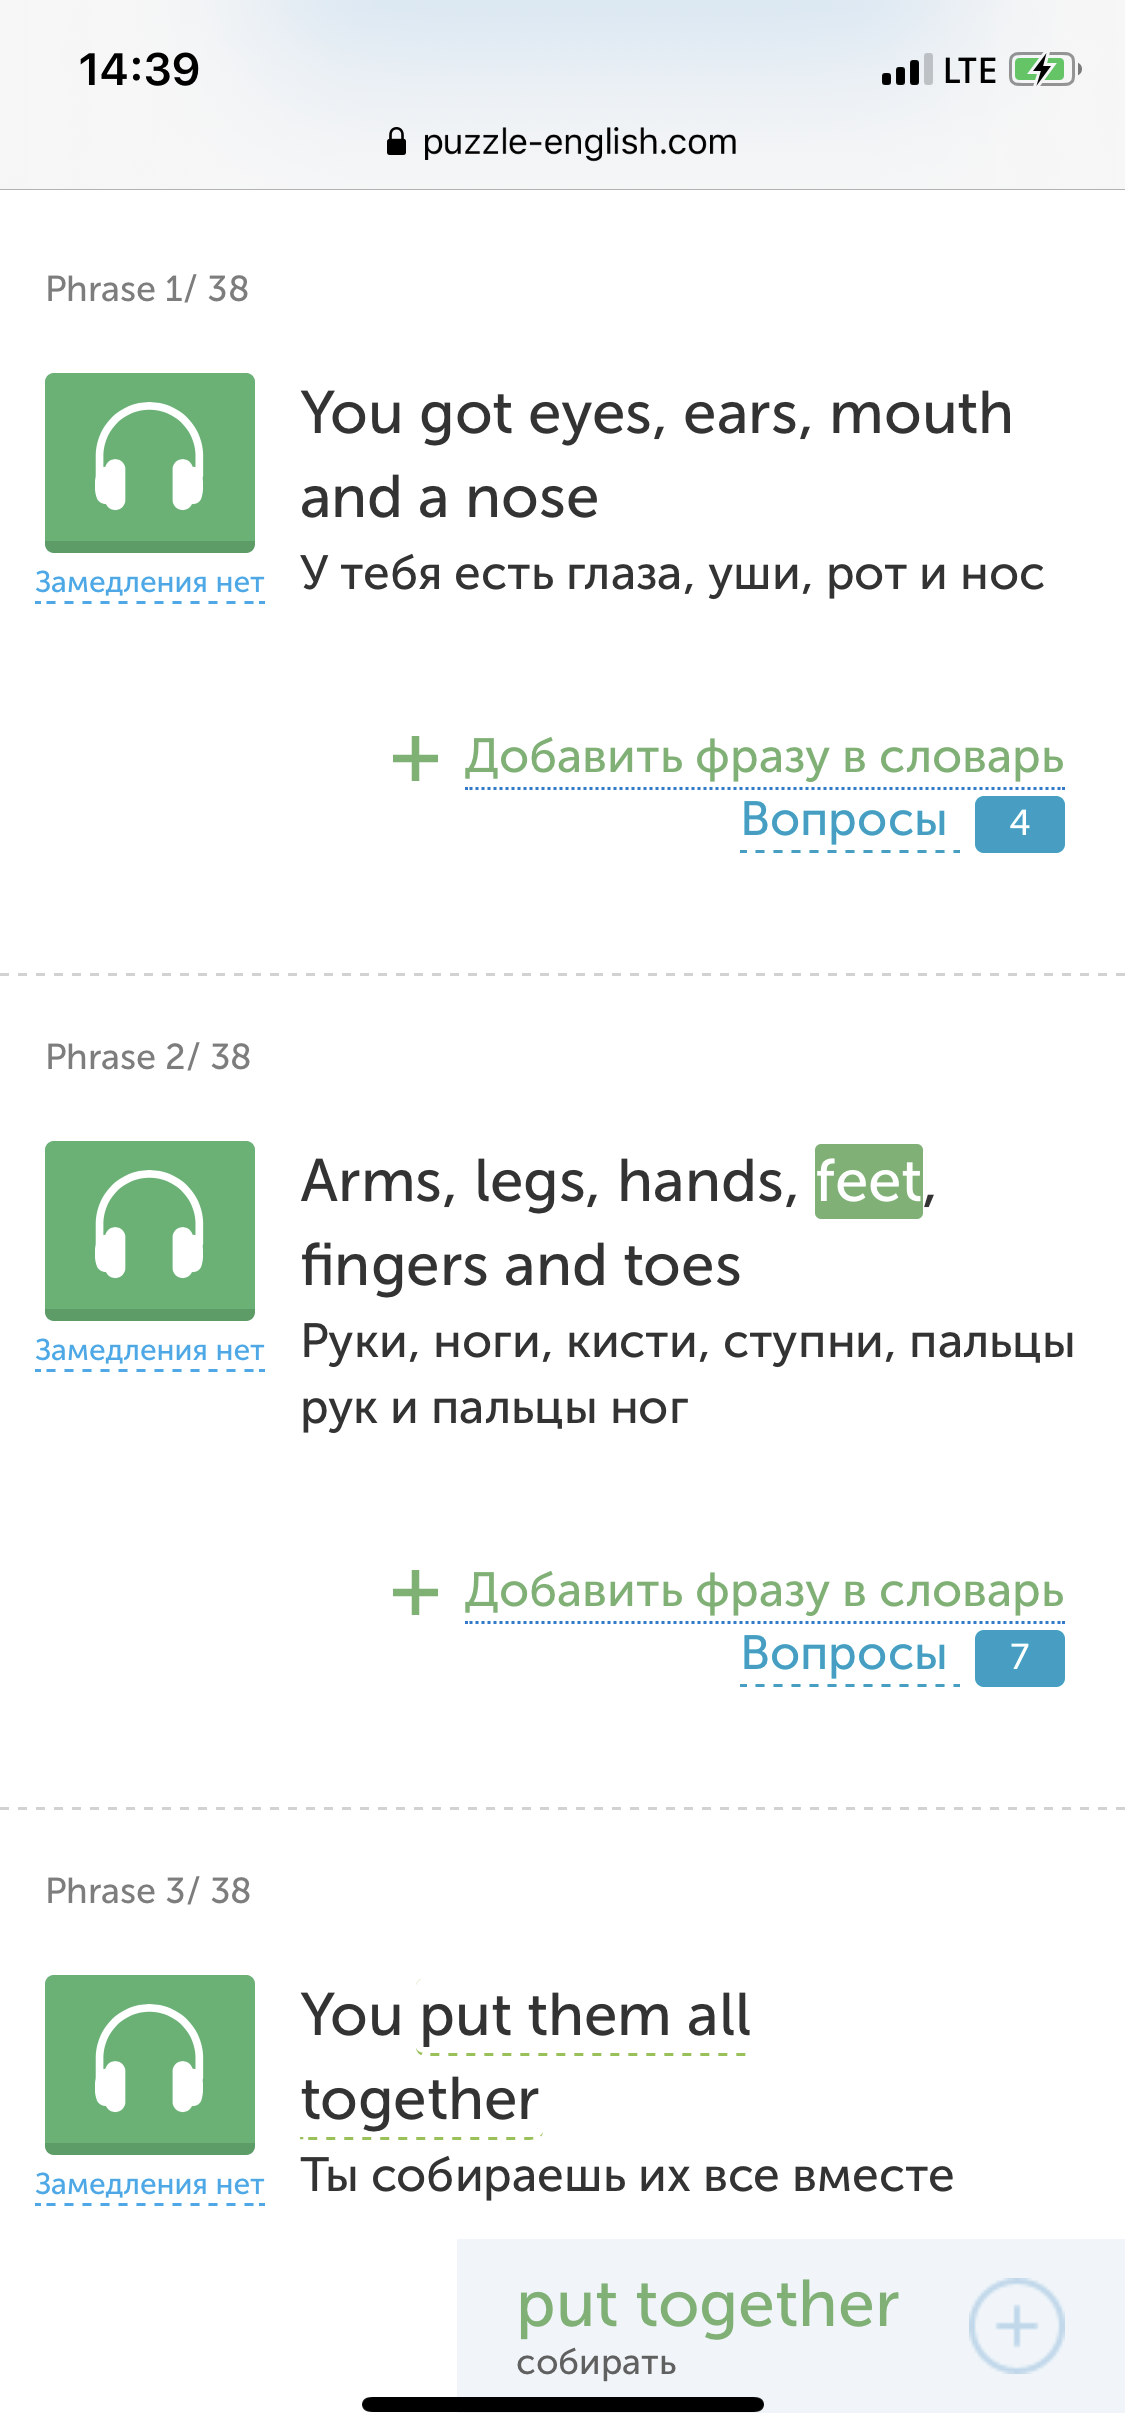 14:39
LTE
puzzle-english.com
Phrase 1/ 38
You got eyes, ears, mouth
and a nose
Замедления нет
У тебя есть глаза, уши, рот и нос
+ Добавить фразу в словарь
Вопросы 4
Phrase 2/ 38
Arms, legs, hands, feet,
fingers and toes
Замедления нет
Руки, ноги, кисти, ступни, пальцы
рук и пальцы ног
+ Добавить фразу в словарь
Вопросы 7
Phrase 3/ 38
You put them all
together
Замедления нет
Ты собираешь их все вместе
put together
собирать